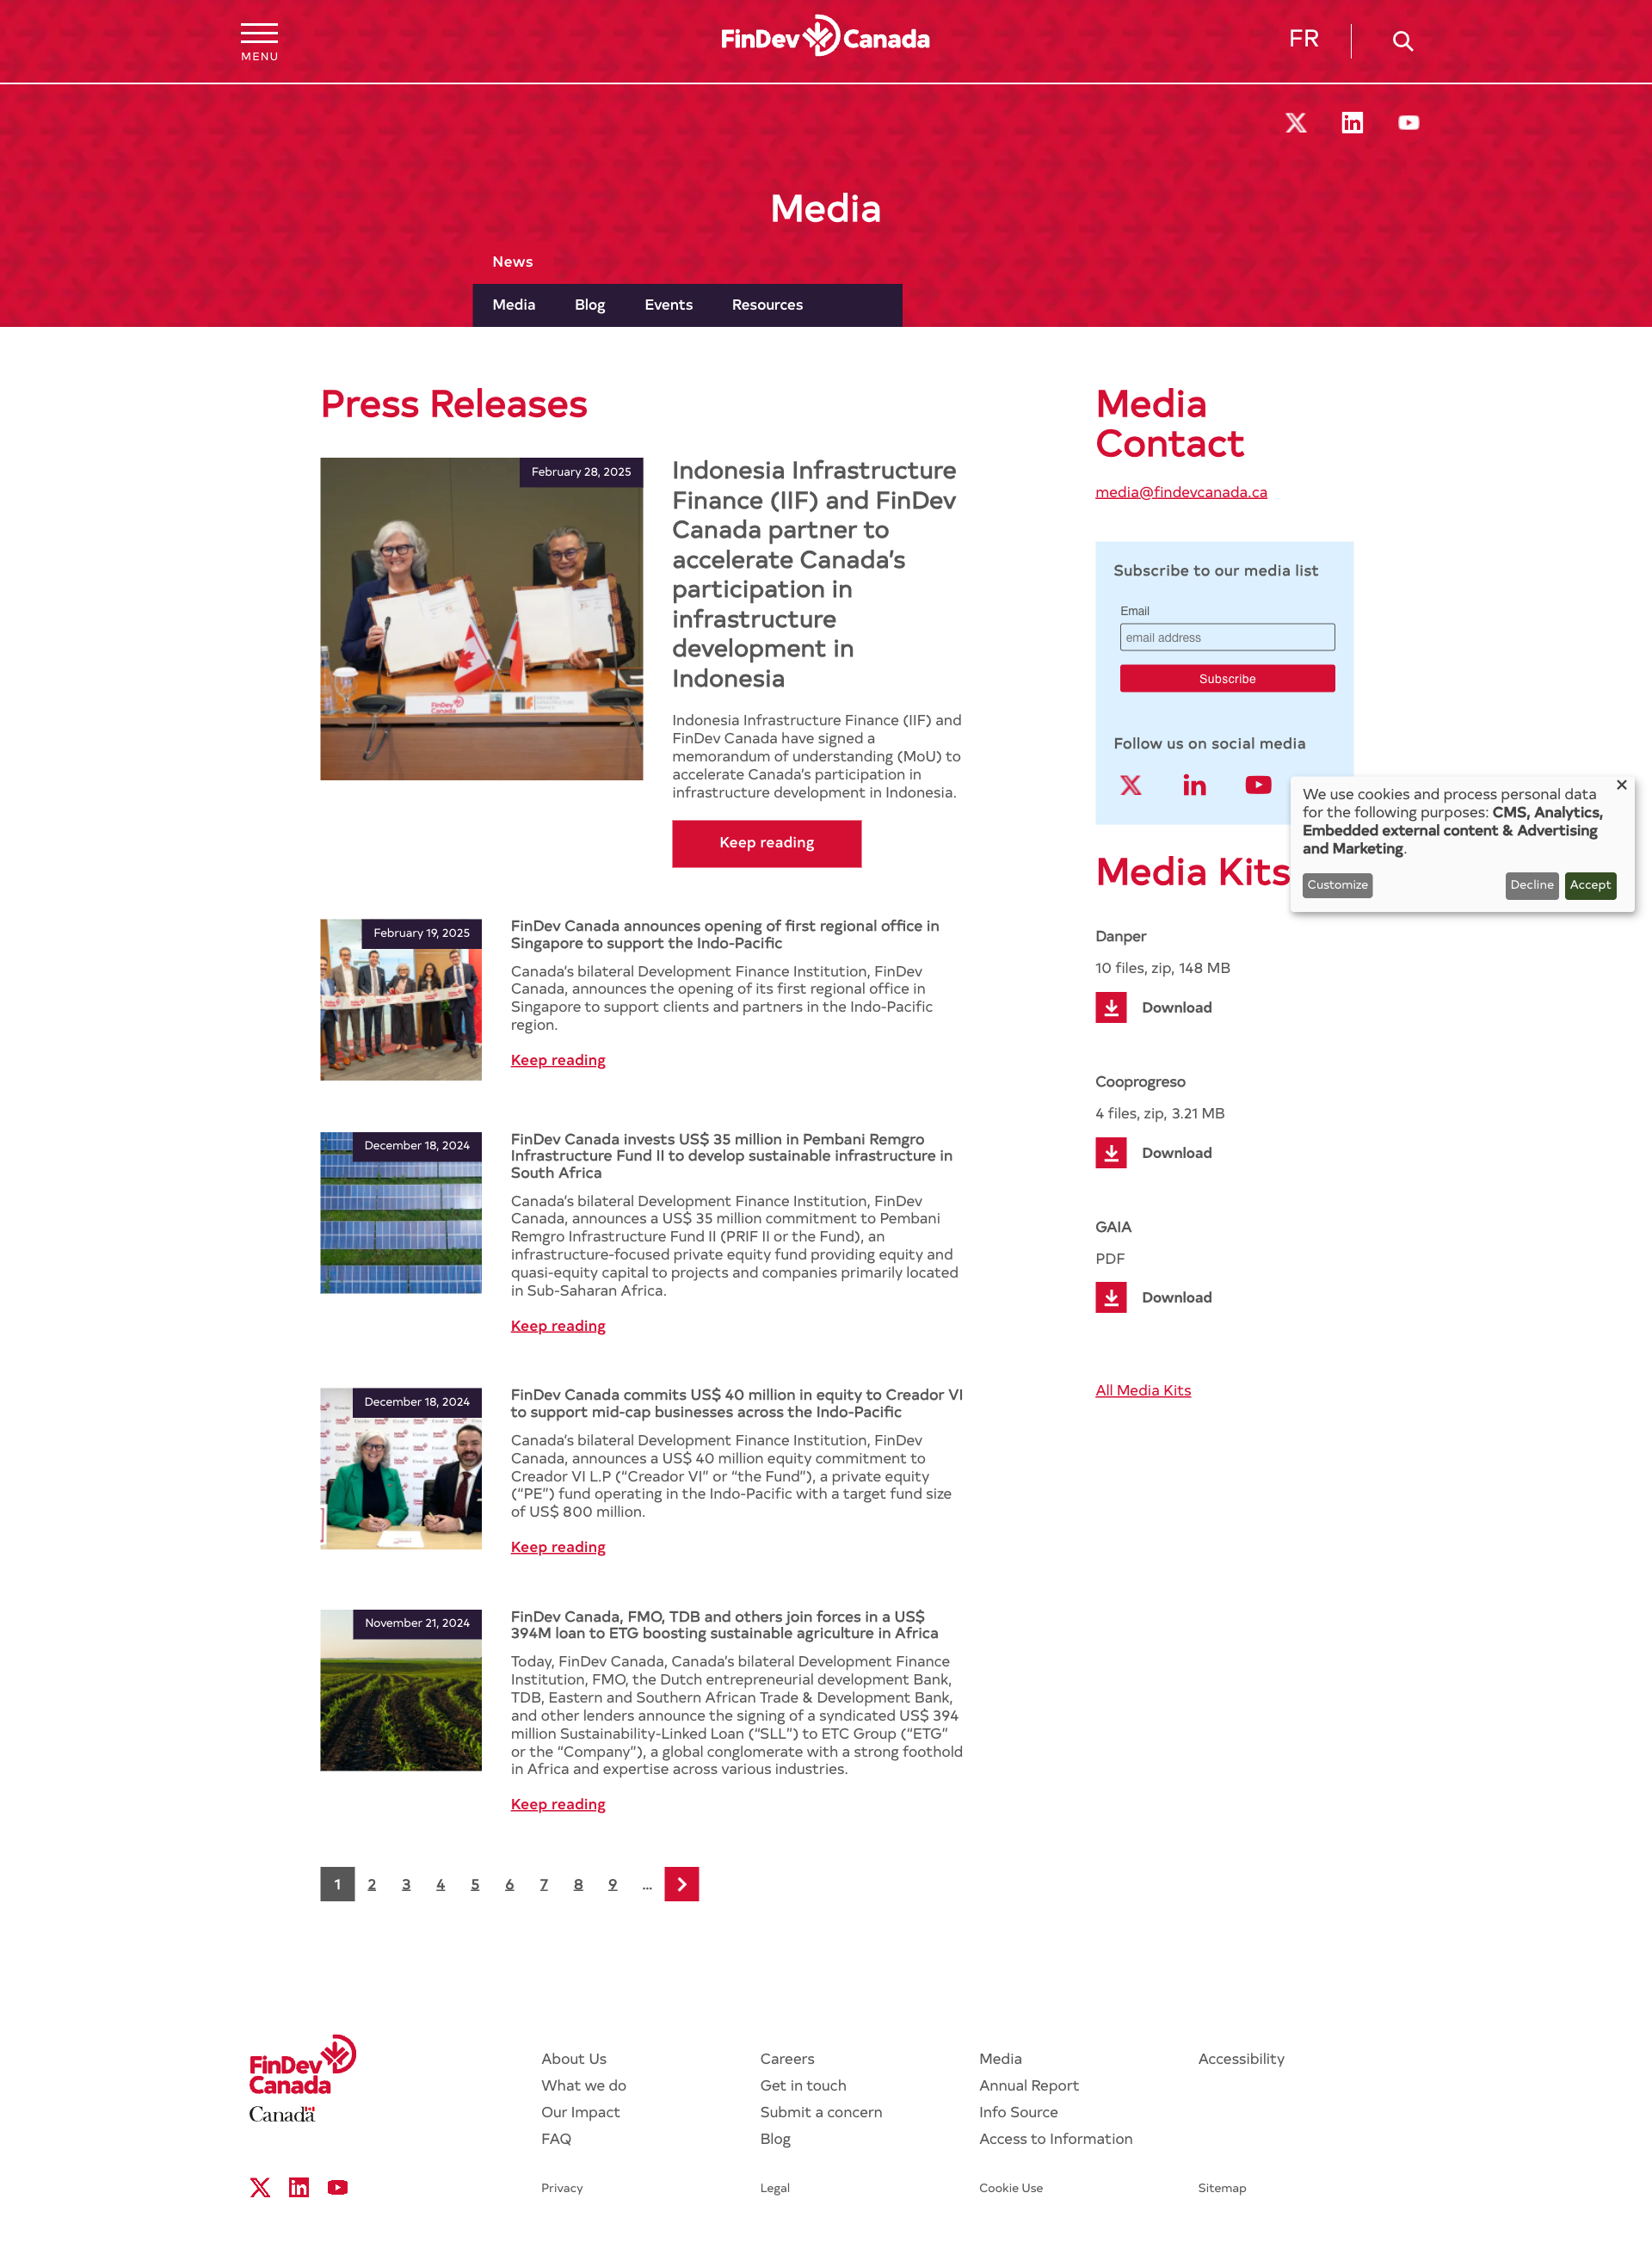 MENU
FinDev Canada
FR
Media
News
Media Blog Events Resources
Press Releases
February 28, 2025
Indonesia Infrastructure
Finance (IIF) and FinDev
Canada partner to
accelerate Canada’s
participation in
infrastructure
development in
Indonesia
Indonesia Infrastructure Finance (IIF) and
FinDev Canada have signed a
memorandum of understanding (MoU) to
accelerate Canada’s participation in
infrastructure development in Indonesia.
Keep reading
February 19, 2025
FinDev Canada announces opening of first regional office in
Singapore to support the Indo-Pacific
Canada’s bilateral Development Finance Institution, FinDev
Canada, announces the opening of its first regional office in
Singapore to support clients and partners in the Indo-Pacific
region.
Keep reading
December 18, 2024
FinDev Canada invests US$ 35 million in Pembani Remgro
Infrastructure Fund II to develop sustainable infrastructure in
South Africa
Canada’s bilateral Development Finance Institution, FinDev
Canada, announces a US$ 35 million commitment to Pembani
Remgro Infrastructure Fund II (PRIF II or the Fund), an
infrastructure-focused private equity fund providing equity and
quasi-equity capital to projects and companies primarily located
in Sub-Saharan Africa.
Keep reading
December 18, 2024
FinDev Canada commits US$ 40 million in equity to Creador VI
to support mid-cap businesses across the Indo-Pacific
Canada’s bilateral Development Finance Institution, FinDev
Canada, announces a US$ 40 million equity commitment to
Creador VI L.P (“Creador VI” or “the Fund”), a private equity
(“PE”) fund operating in the Indo-Pacific with a target fund size
of US$ 800 million.
Keep reading
November 21, 2024
FinDev Canada, FMO, TDB and others join forces in a US$
394M loan to ETG boosting sustainable agriculture in Africa
Today, FinDev Canada, Canada’s bilateral Development Finance
Institution, FMO, the Dutch entrepreneurial development Bank,
TDB, Eastern and Southern African Trade & Development Bank,
and other lenders announce the signing of a syndicated US$ 394
million Sustainability-Linked Loan (“SLL”) to ETC Group (“ETG”
or the “Company”), a global conglomerate with a strong foothold
in Africa and expertise across various industries.
Keep reading
1 2 3 4 5 6 7 8 9 ...
Media
Contact
media@findevcanada.ca
Subscribe to our media list
Email
email address
Subscribe
Follow us on social media
We use cookies and process personal data
for the following purposes: CMS, Analytics,
Embedded external content & Advertising
and Marketing.
Customize Decline Accept
Media Kits
Danper
10 files, zip, 148 MB
Download
Cooprogreso
4 files, zip, 3.21 MB
Download
GAIA
PDF
Download
All Media Kits
FinDev
Canada
Canada
About Us
What we do
Our Impact
FAQ
Careers
Get in touch
Submit a concern
Blog
Media
Annual Report
Info Source
Access to Information
Accessibility
Privacy Legal Cookie Use Sitemap